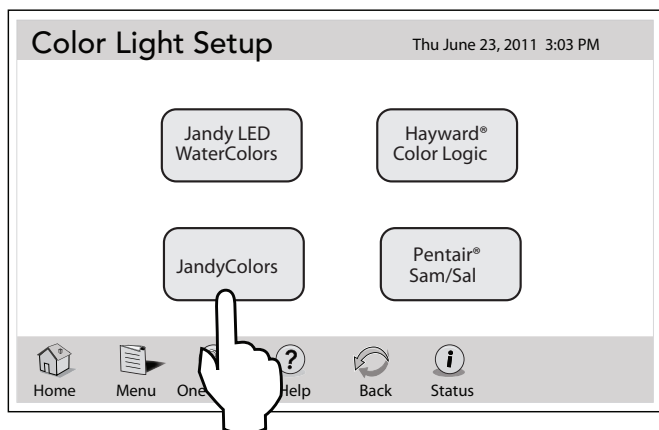 Color Light Setup
Thu June 23, 2011 3:03 PM
Jandy LED
WaterColors
Hayward®
Color Logic
JandyColors
Pentair®
Sam/Sal
?
i
Home
Menu
One
Help
Back
Status